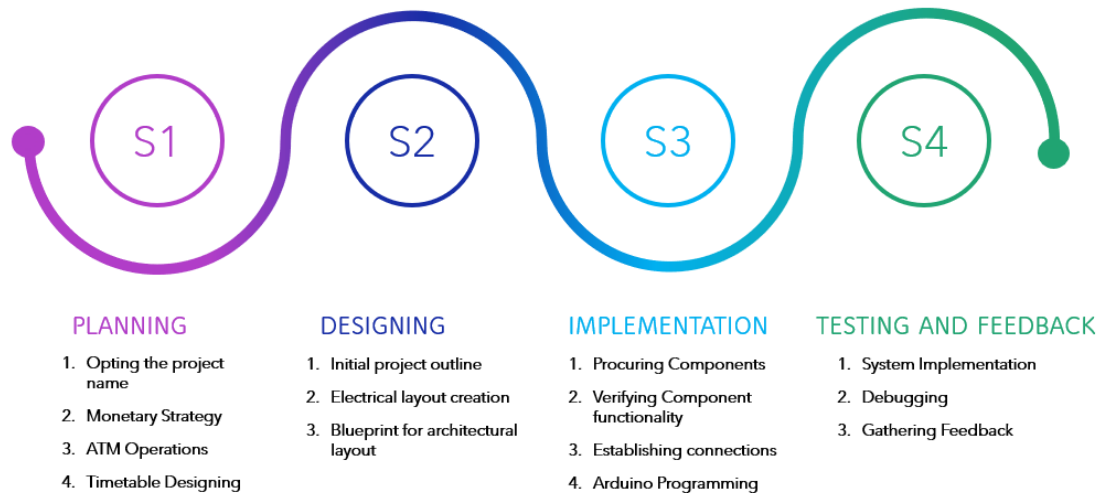 S1
S2
S3
S4
PLANNING
1. Opting the project
name
2. Monetary Strategy
3. ATM Operations
4. Timetable Designing
DESIGNING
1. Initial project outline
2. Electrical layout creation
3. Blueprint for architectural
layout
IMPLEMENTATION
1. Procuring Components
2. Verifying Component
functionality
3. Establishing connections
4. Arduino Programming
TESTING AND FEEDBACK
1. System Implementation
2. Debugging
3. Gathering Feedback